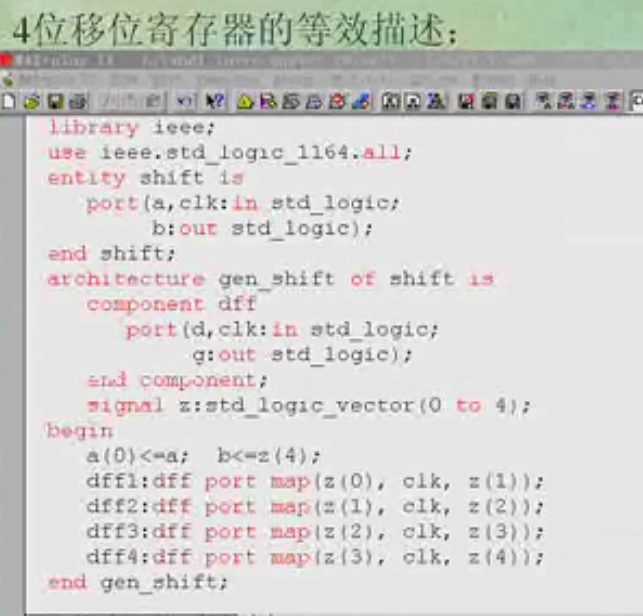 4位移位寄存器的等效描述;
library ieee;
use ieee.std_logic_1164.all;
entity shift is
port(a,clk:in std_logic;
b:out std_logic);
end shift;
architecture gen_shift of shift is
component dff
port(d,clk:in std_logic;
g:out std_logic);
end component;
signal z:std_logic_vector(0 to 4);
begin
a(0)<=a; b<=z(4);
dff1:dff port map(z(0), clk, z(1));
dff2:dff port map(z(1), clk, z(2));
dff3:dff port map(z(2), clk, z(3));
dff4:dff port map(z(3), clk, z(4));
end gen_shift;